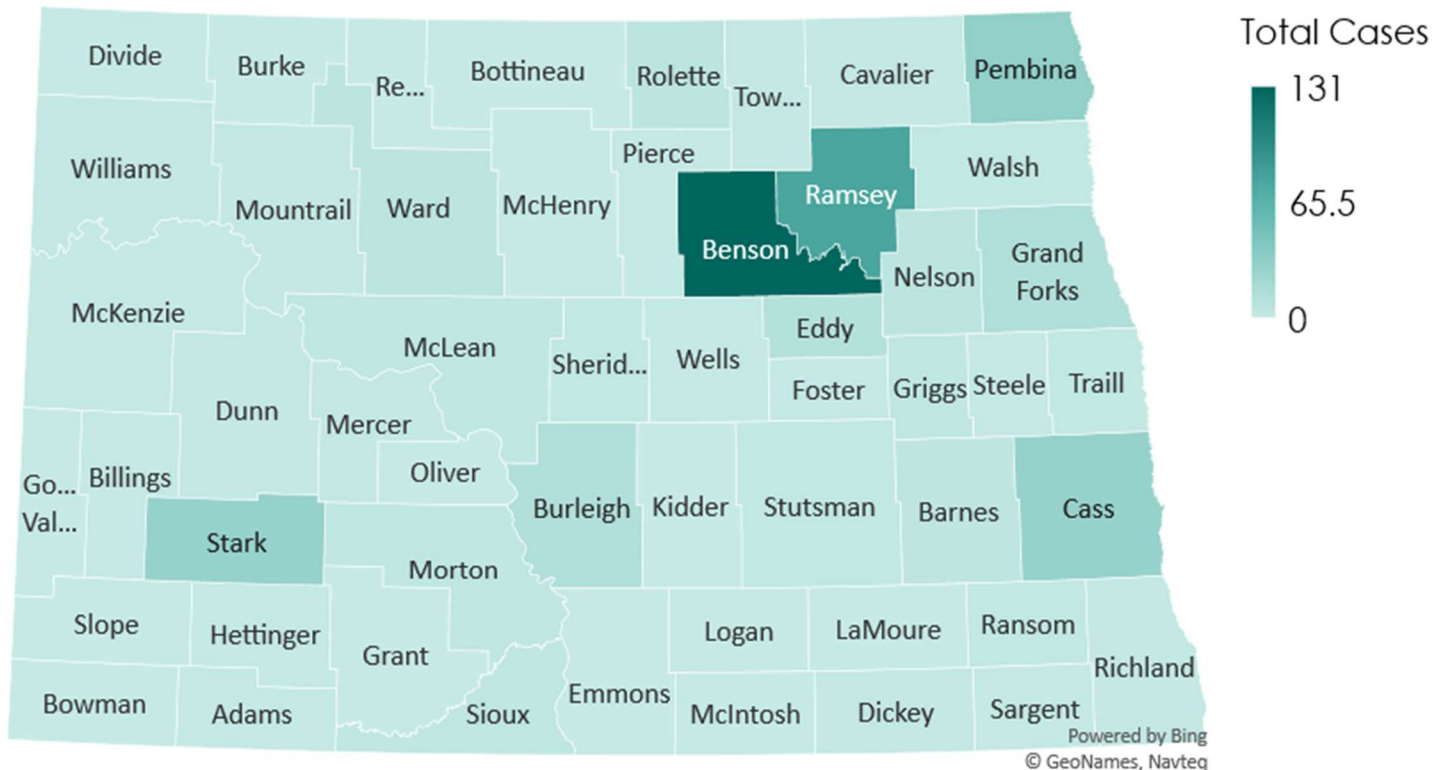 Total Cases
131
65.5
0
Divide
Burke
Re...
Bottineau
Rolette
Tow...
Cavalier
Pembina
Williams
Mountrail
Ward
McHenry
Pierce
Benson
Ramsey
Walsh
Nelson
Grand
Forks
McKenzie
Dunn
McLean
Mercer
Oliver
Sherid...
Wells
Eddy
Foster
Griggs
Steele
Traill
Go...
Val...
Billings
Stark
Morton
Burleigh
Kidder
Stutsman
Barnes
Cass
Slope
Hettinger
Grant
Bowman
Adams
Sioux
Emmons
Logan
LaMoure
Ransom
Richland
McIntosh
Dickey
Sargent
Powered by Bing
© GeoNames, Navteq